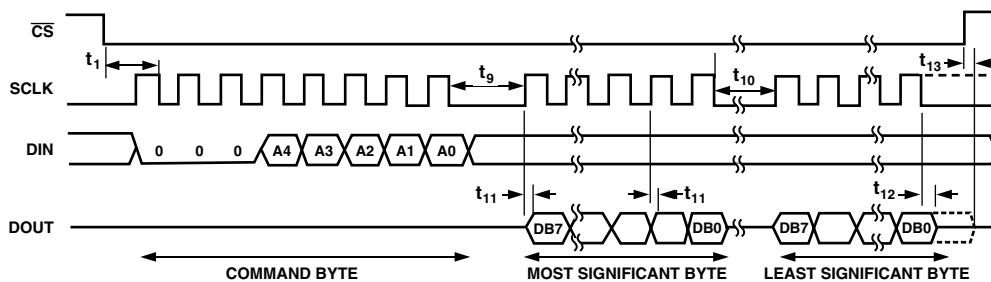 CS
t1
t13
SCLK
t9
t10
DIN
0 0 0 A4 A3 A2 A1 A0
t11
t11
t12
DOUT
DB7 DB0 DB7 DB0
COMMAND BYTE MOST SIGNIFICANT BYTE LEAST SIGNIFICANT BYTE